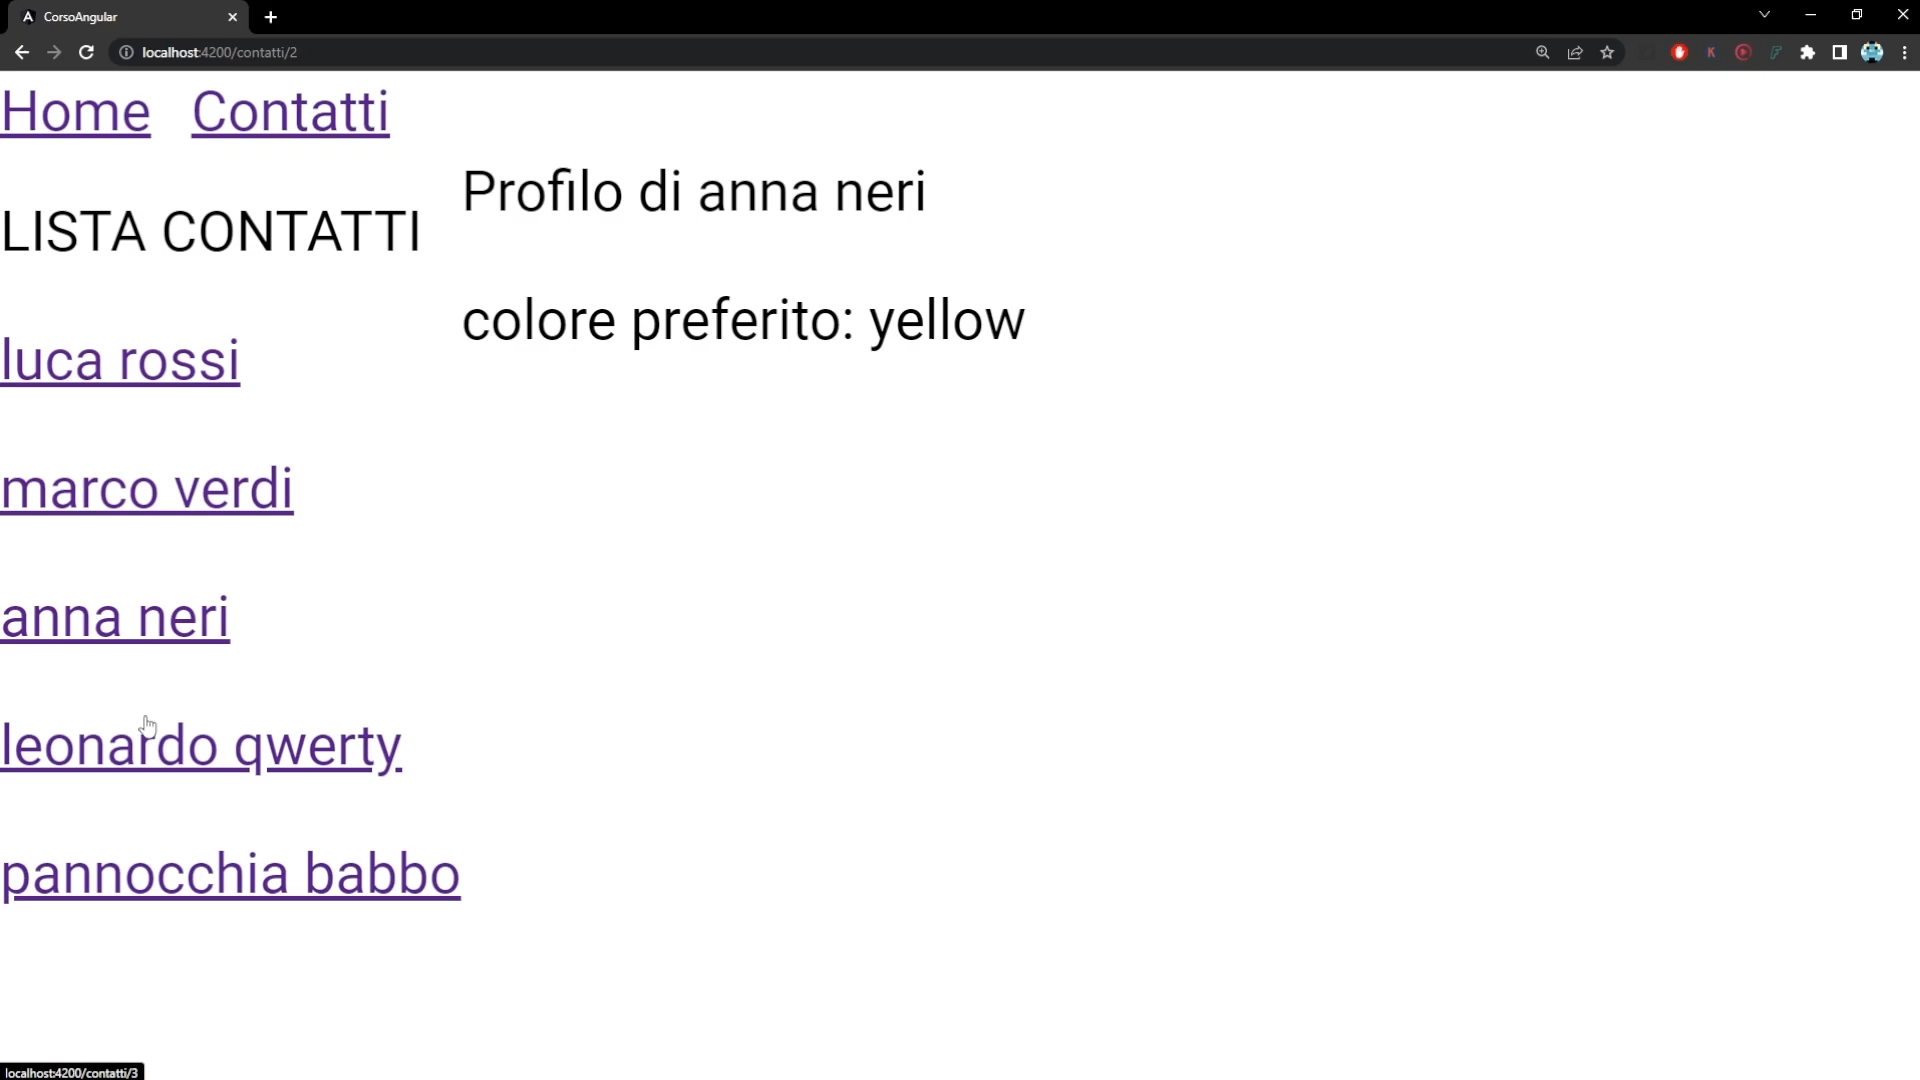 CorsoAngular
localhost:4200/contatti/2
Home Contatti
Profilo di anna neri
LISTA CONTATTI
colore preferito: yellow
luca rossi
marco verdi
anna neri
leonardo qwerty
pannocchia babbo
localhost:4200/contatti/3